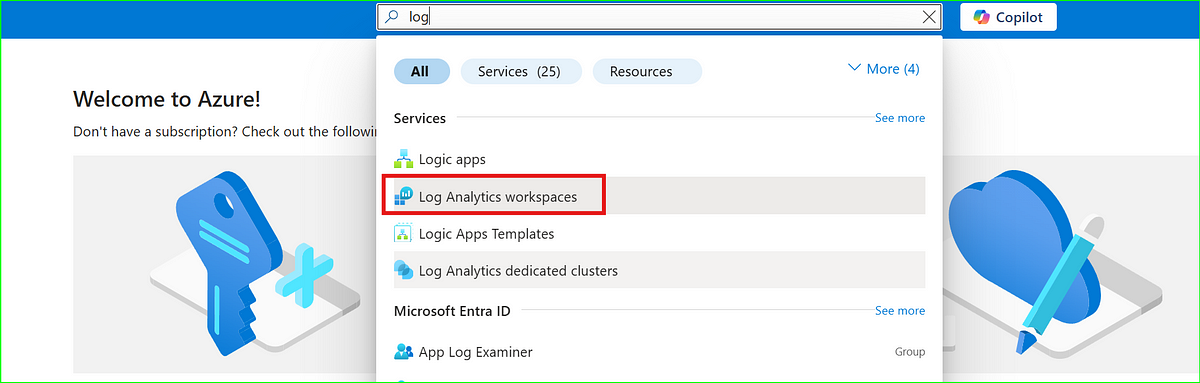 log
Copilot
All
Services (25)
Resources
More (4)
Welcome to Azure!
Don't have a subscription? Check out the followin
Services
See more
Logic apps
Log Analytics workspaces
Logic Apps Templates
Log Analytics dedicated clusters
Microsoft Entra ID
See more
App Log Examiner
Group